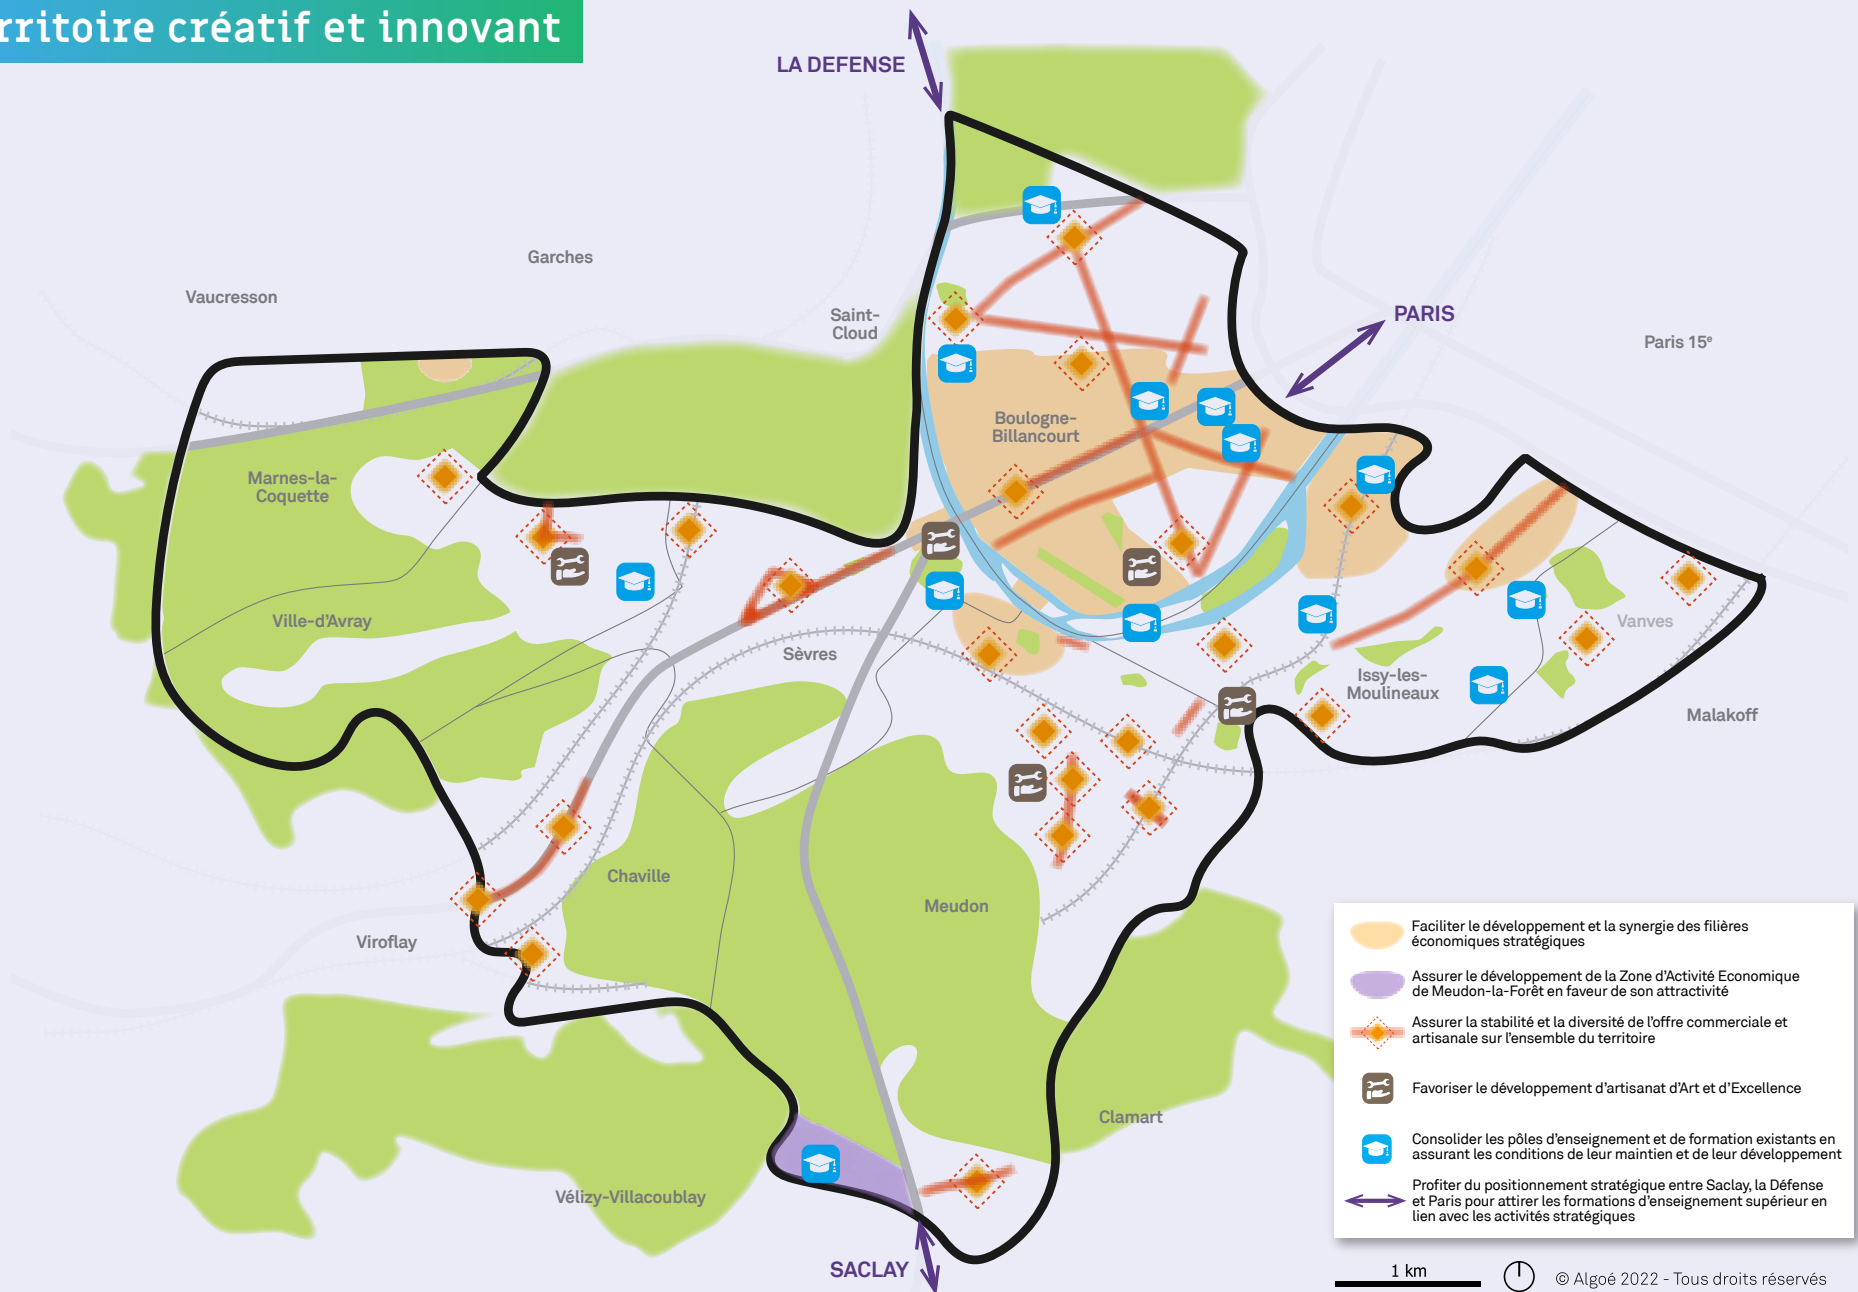 rritoire créatif et innovant
LA DEFENSE
Garches
Vaucresson
Saint-
Cloud
PARIS
Paris 15e
Boulogne-
Billancourt
Marnes-la-
Coquette
Ville-d'Avray
Sèvres
Vanves
Issy-les-
Moulineaux
Malakoff
Chaville
Meudon
Viroflay
Clamart
Vélizy-Villacoublay
SACLAY
Faciliter le développement et la synergie des filières
économiques stratégiques
Assurer le développement de la Zone d'Activité Economique
de Meudon-la-Forêt en faveur de son attractivité
Assurer la stabilité et la diversité de l'offre commerciale et
artisanale sur l'ensemble du territoire
Favoriser le développement d'artisanat d'Art et d'Excellence
Consolider les pôles d'enseignement et de formation existants en
assurant les conditions de leur maintien et de leur développement
Profiter du positionnement stratégique entre Saclay, la Défense
et Paris pour attirer les formations d'enseignement supérieur en
lien avec les activités stratégiques
1 km
© Algoé 2022 - Tous droits réservés